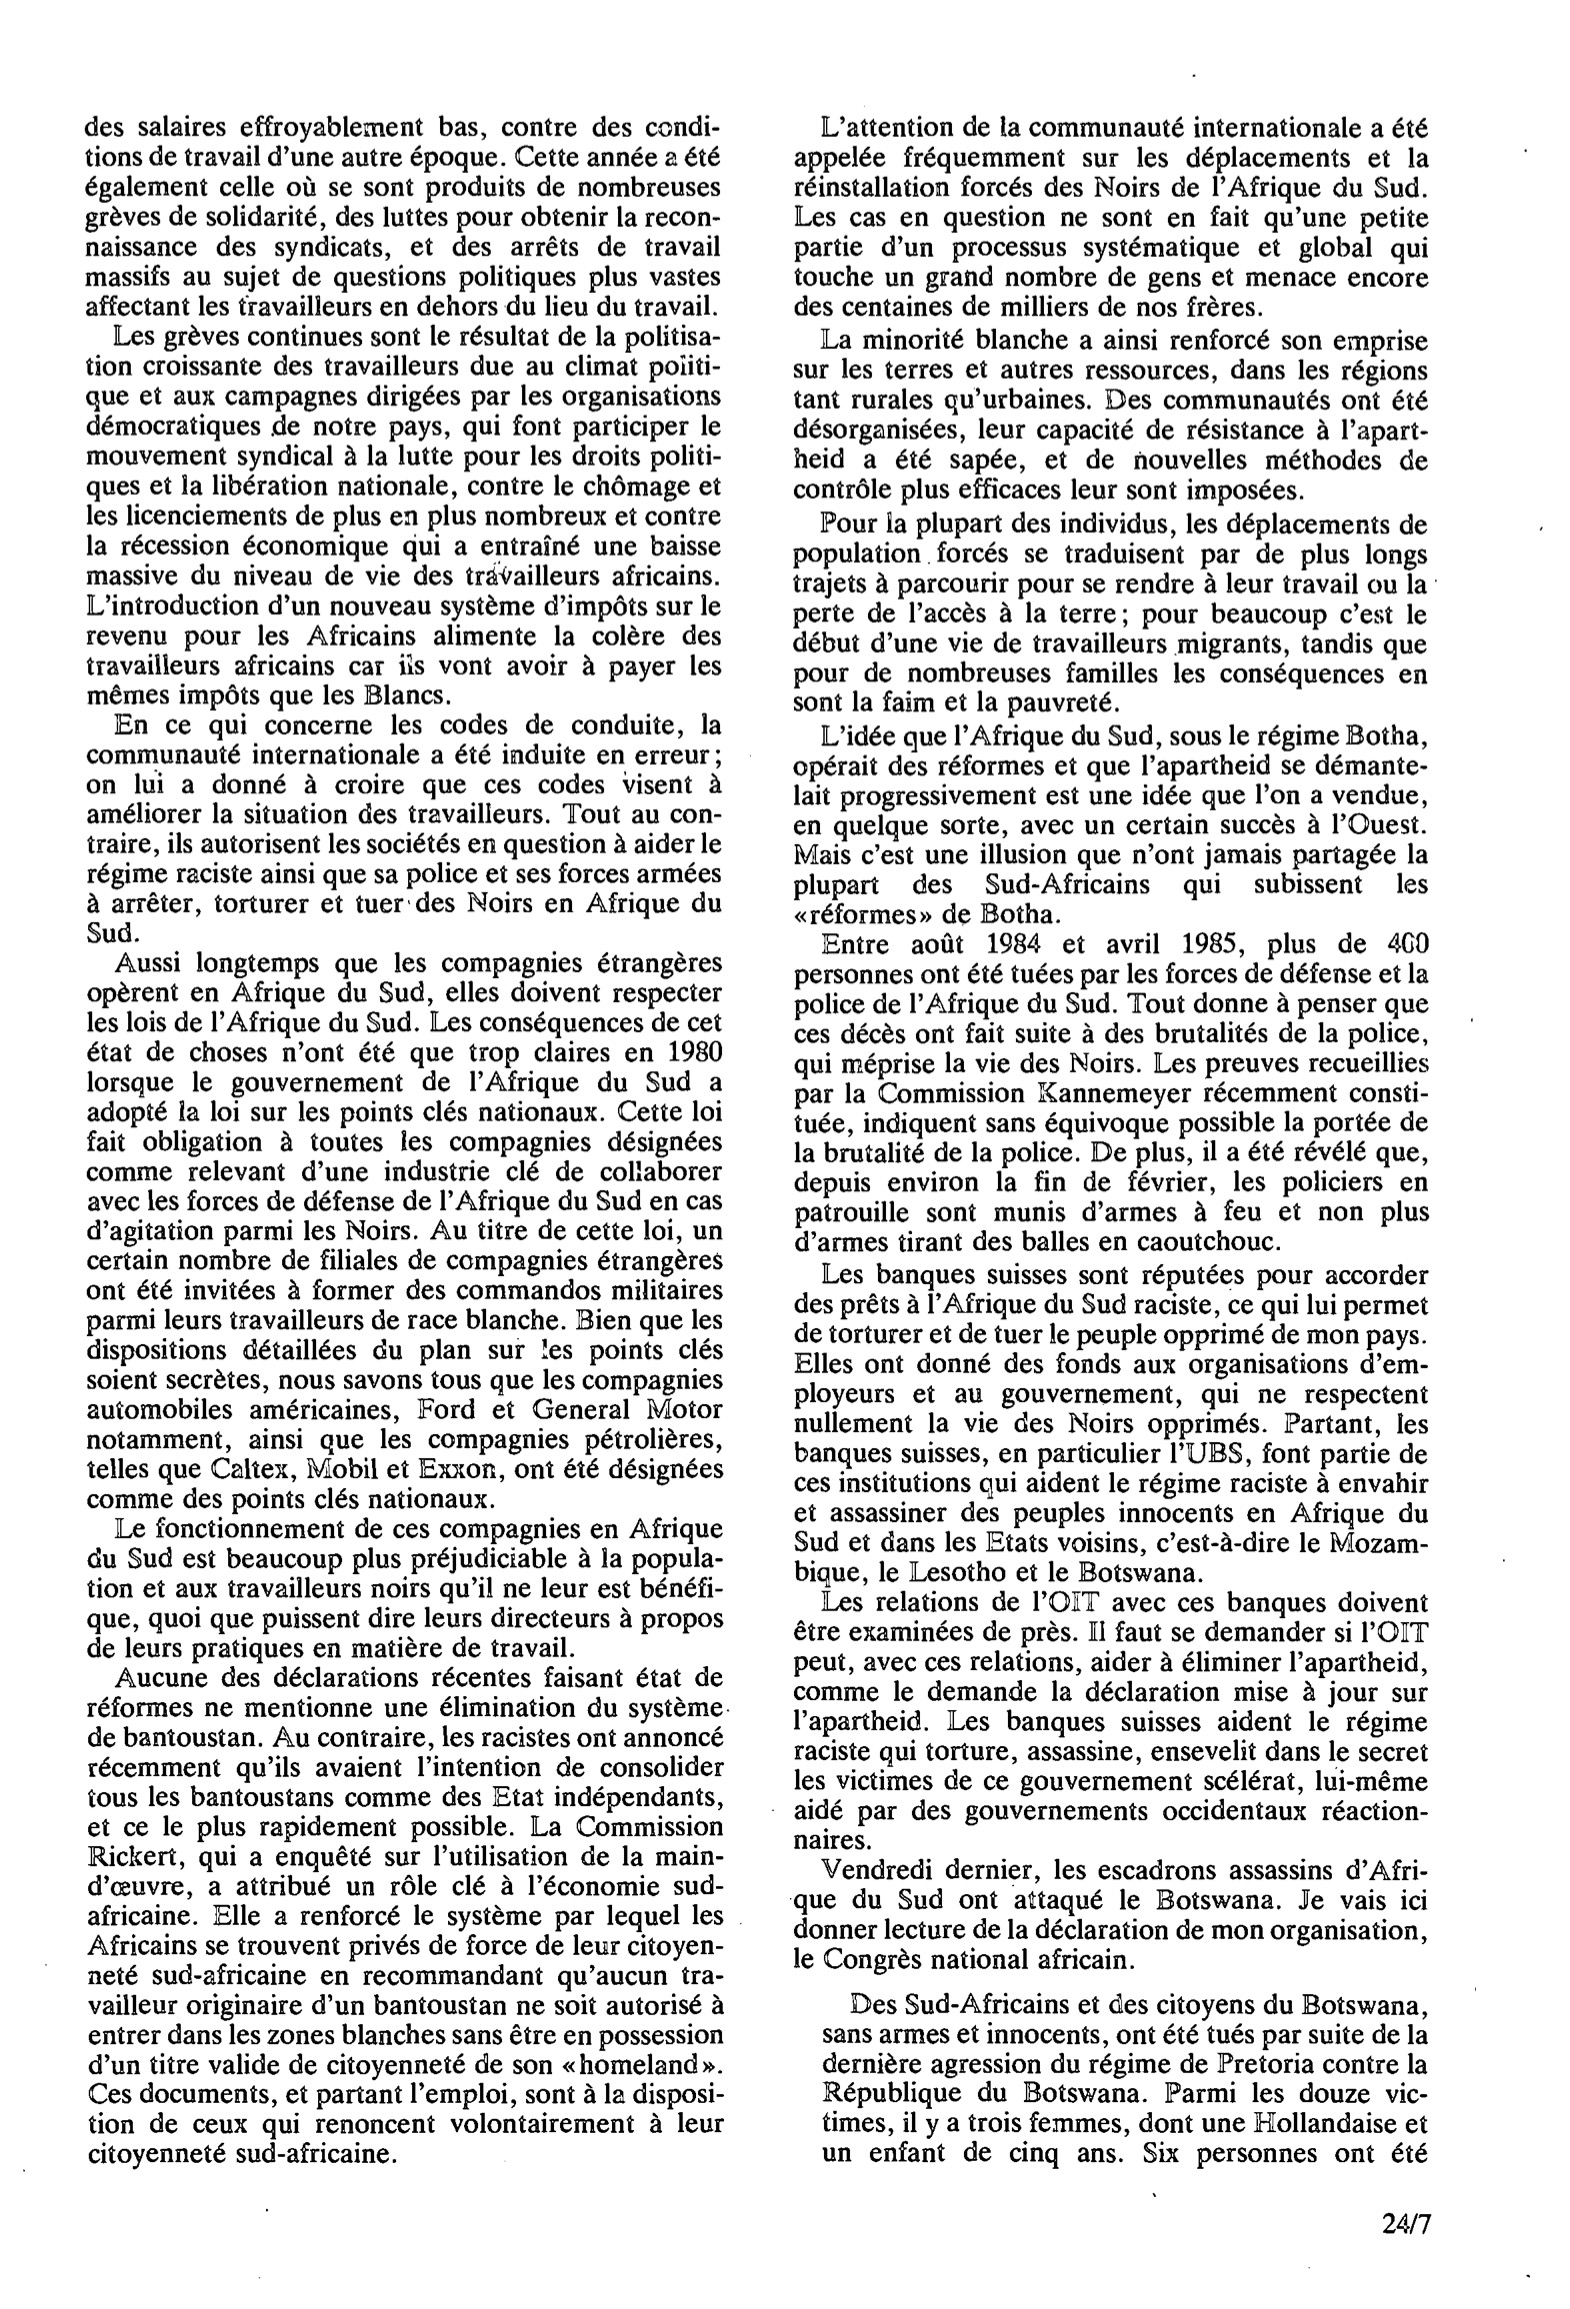 des salaires effroyablement bas, contre des condi-
tions de travail d'une autre époque. Cette année a été
également celle où se sont produits de nombreuses
grèves de solidarité, des luttes pour obtenir la recon-
naissance des syndicats, et des arrêts de travail
massifs au sujet de questions politiques plus vastes
affectant les travailleurs en dehors du lieu du travail.
Les grèves continues sont le résultat de la politisa-
tion croissante des travailleurs due au climat politi-
que et aux campagnes dirigées par les organisations
démocratiques de notre pays, qui font participer le
mouvement syndical à la lutte pour les droits politi-
ques et la libération nationale, contre le chômage et
les licenciements de plus en plus nombreux et contre
la récession économique qui a entraîné une baisse
massive du niveau de vie des travailleurs africains.
L'introduction d'un nouveau système d'impôts sur le
revenu pour les Africains alimente la colère des
travailleurs africains car ils vont avoir à payer les
mêmes impôts que les Blancs.
En ce qui concerne les codes de conduite, la
communauté internationale a été induite en erreur;
on lui a donné à croire que ces codes visent à
améliorer la situation des travailleurs. Tout au con-
traire, ils autorisent les sociétés en question à aider le
régime raciste ainsi que sa police et ses forces armées
à arrêter, torturer et tuer des Noirs en Afrique du
Sud.
Aussi longtemps que les compagnies étrangères
opèrent en Afrique du Sud, elles doivent respecter
les lois de l'Afrique du Sud. Les conséquences de cet
état de choses n'ont été que trop claires en 1980
lorsque le gouvernement de l'Afrique du Sud a
adopté la loi sur les points clés nationaux. Cette loi
fait obligation à toutes les compagnies désignées
comme relevant d'une industrie clé de collaborer
avec les forces de défense de l'Afrique du Sud en cas
d'agitation parmi les Noirs. Au titre de cette loi, un
certain nombre de filiales de compagnies étrangères
ont été invitées à former des commandos militaires
parmi leurs travailleurs de race blanche. Bien que les
dispositions détaillées du plan sur les points clés
soient secrètes, nous savons tous que les compagnies
automobiles américaines, Ford et General Motor
notamment, ainsi que les compagnies pétrolières,
telles que Caltex, Mobil et Exxon, ont été désignées
comme des points clés nationaux.
Le fonctionnement de ces compagnies en Afrique
du Sud est beaucoup plus préjudiciable à la popula-
tion et aux travailleurs noirs qu'il ne leur est bénéfi-
que, quoi que puissent dire leurs directeurs à propos
de leurs pratiques en matière de travail.
Aucune des déclarations récentes faisant état de
réformes ne mentionne une élimination du système
de bantoustan. Au contraire, les racistes ont annoncé
récemment qu'ils avaient l'intention de consolider
tous les bantoustans comme des Etat indépendants,
et ce le plus rapidement possible. La Commission
Rickert, qui a enquêté sur l'utilisation de la main-
d'œuvre, a attribué un rôle clé à l'économie sud-
africaine. Elle a renforcé le système par lequel les
Africains se trouvent privés de force de leur citoyen-
neté sud-africaine en recommandant qu'aucun tra-
vailleur originaire d'un bantoustan ne soit autorisé à
entrer dans les zones blanches sans être en possession
d'un titre valide de citoyenneté de son «homeland».
Ces documents, et partant l'emploi, sont à la disposi-
tion de ceux qui renoncent volontairement à leur
citoyenneté sud-africaine.
L'attention de la communauté internationale a été
appelée fréquemment sur les déplacements et la
réinstallation forcés des Noirs de l'Afrique du Sud.
Les cas en question ne sont en fait qu'une petite
partie d'un processus systématique et global qui
touche un grand nombre de gens et menace encore
des centaines de milliers de nos frères.
La minorité blanche a ainsi renforcé son emprise
sur les terres et autres ressources, dans les régions
tant rurales qu'urbaines. Des communautés ont été
désorganisées, leur capacité de résistance à l'apart-
heid a été sapée, et de nouvelles méthodes de
contrôle plus efficaces leur sont imposées.
Pour la plupart des individus, les déplacements de
population forcés se traduisent par de plus longs
trajets à parcourir pour se rendre à leur travail ou la
perte de l'accès à la terre; pour beaucoup c'est le
début d'une vie de travailleurs migrants, tandis que
pour de nombreuses familles les conséquences en
sont la faim et la pauvreté.
L'idée que l'Afrique du Sud, sous le régime Botha,
opérait des réformes et que l'apartheid se démante-
lait progressivement est une idée que l'on a vendue,
en quelque sorte, avec un certain succès à l'Ouest.
Mais c'est une illusion que n'ont jamais partagée la
plupart des Sud-Africains qui subissent les
«réformes» de Botha.
Entre août 1984 et avril 1985, plus de 400
personnes ont été tuées par les forces de défense et la
police de l'Afrique du Sud. Tout donne à penser que
ces décès ont fait suite à des brutalités de la police,
qui méprise la vie des Noirs. Les preuves recueillies
par la Commission Kannemeyer récemment consti-
tuée, indiquent sans équivoque possible la portée de
la brutalité de la police. De plus, il a été révélé que,
depuis environ la fin de février, les policiers en
patrouille sont munis d'armes à feu et non plus
d'armes tirant des balles en caoutchouc.
Les banques suisses sont réputées pour accorder
des prêts à l'Afrique du Sud raciste, ce qui lui permet
de torturer et de tuer le peuple opprimé de mon pays.
Elles ont donné des fonds aux organisations d'em-
ployeurs et au gouvernement, qui ne respectent
nullement la vie des Noirs opprimés. Partant, les
banques suisses, en particulier l'UBS, font partie de
ces institutions qui aident le régime raciste à envahir
et assassiner des peuples innocents en Afrique du
Sud et dans les Etats voisins, c'est-à-dire le Mozam-
bique, le Lesotho et le Botswana.
Les relations de l'OIT avec ces banques doivent
être examinées de près. Il faut se demander si l'OIT
peut, avec ces relations, aider à éliminer l'apartheid,
comme le demande la déclaration mise à jour sur
l'apartheid. Les banques suisses aident le régime
raciste qui torture, assassine, ensevelit dans le secret
les victimes de ce gouvernement scélérat, lui-même
aidé par des gouvernements occidentaux réaction-
naires.
Vendredi dernier, les escadrons assassins d'Afri-
que du Sud ont attaqué le Botswana. Je vais ici
donner lecture de la déclaration de mon organisation,
le Congrès national africain.
Des Sud-Africains et des citoyens du Botswana,
sans armes et innocents, ont été tués par suite de la
dernière agression du régime de Pretoria contre la
République du Botswana. Parmi les douze vic-
times, il y a trois femmes, dont une Hollandaise et
un enfant de cinq ans. Six personnes ont été
24/7